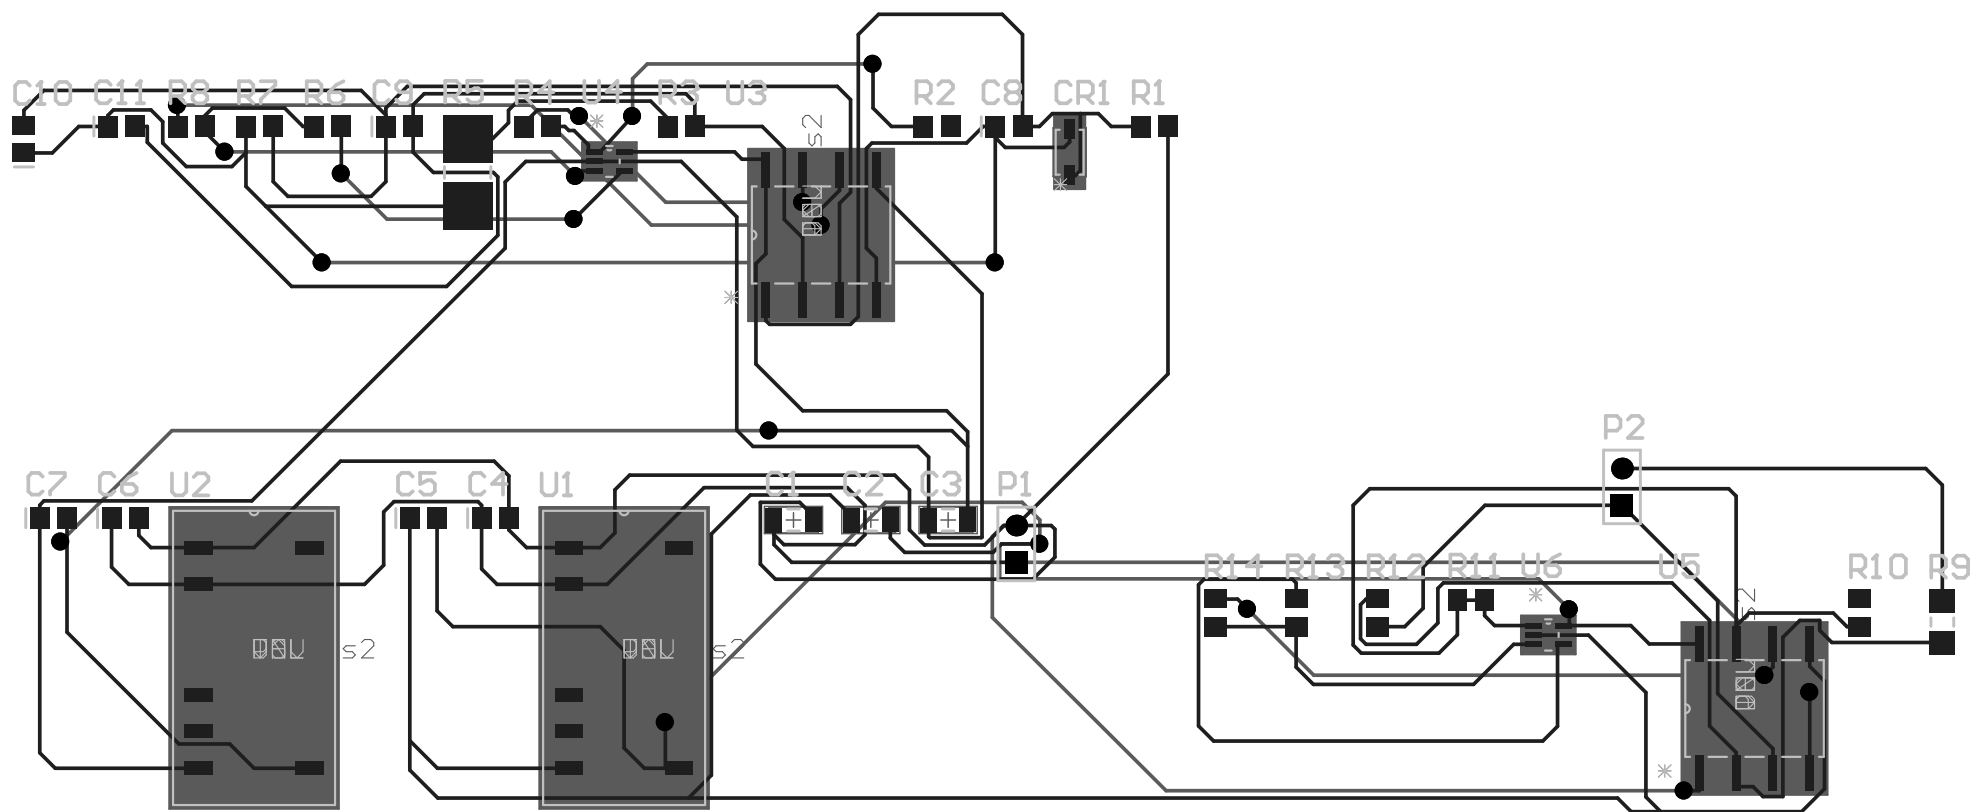 C10 C11 R8 R7 R6 C9 R5 R4 U4 R3 U3 R2 C8 CR1 R1
s2
P2
C7 C6 U2 C5 C4 U1 C1 C2 C3 P1
R14 R13 R12 R11 U6 U5 R10 R9
s2
s2 s2